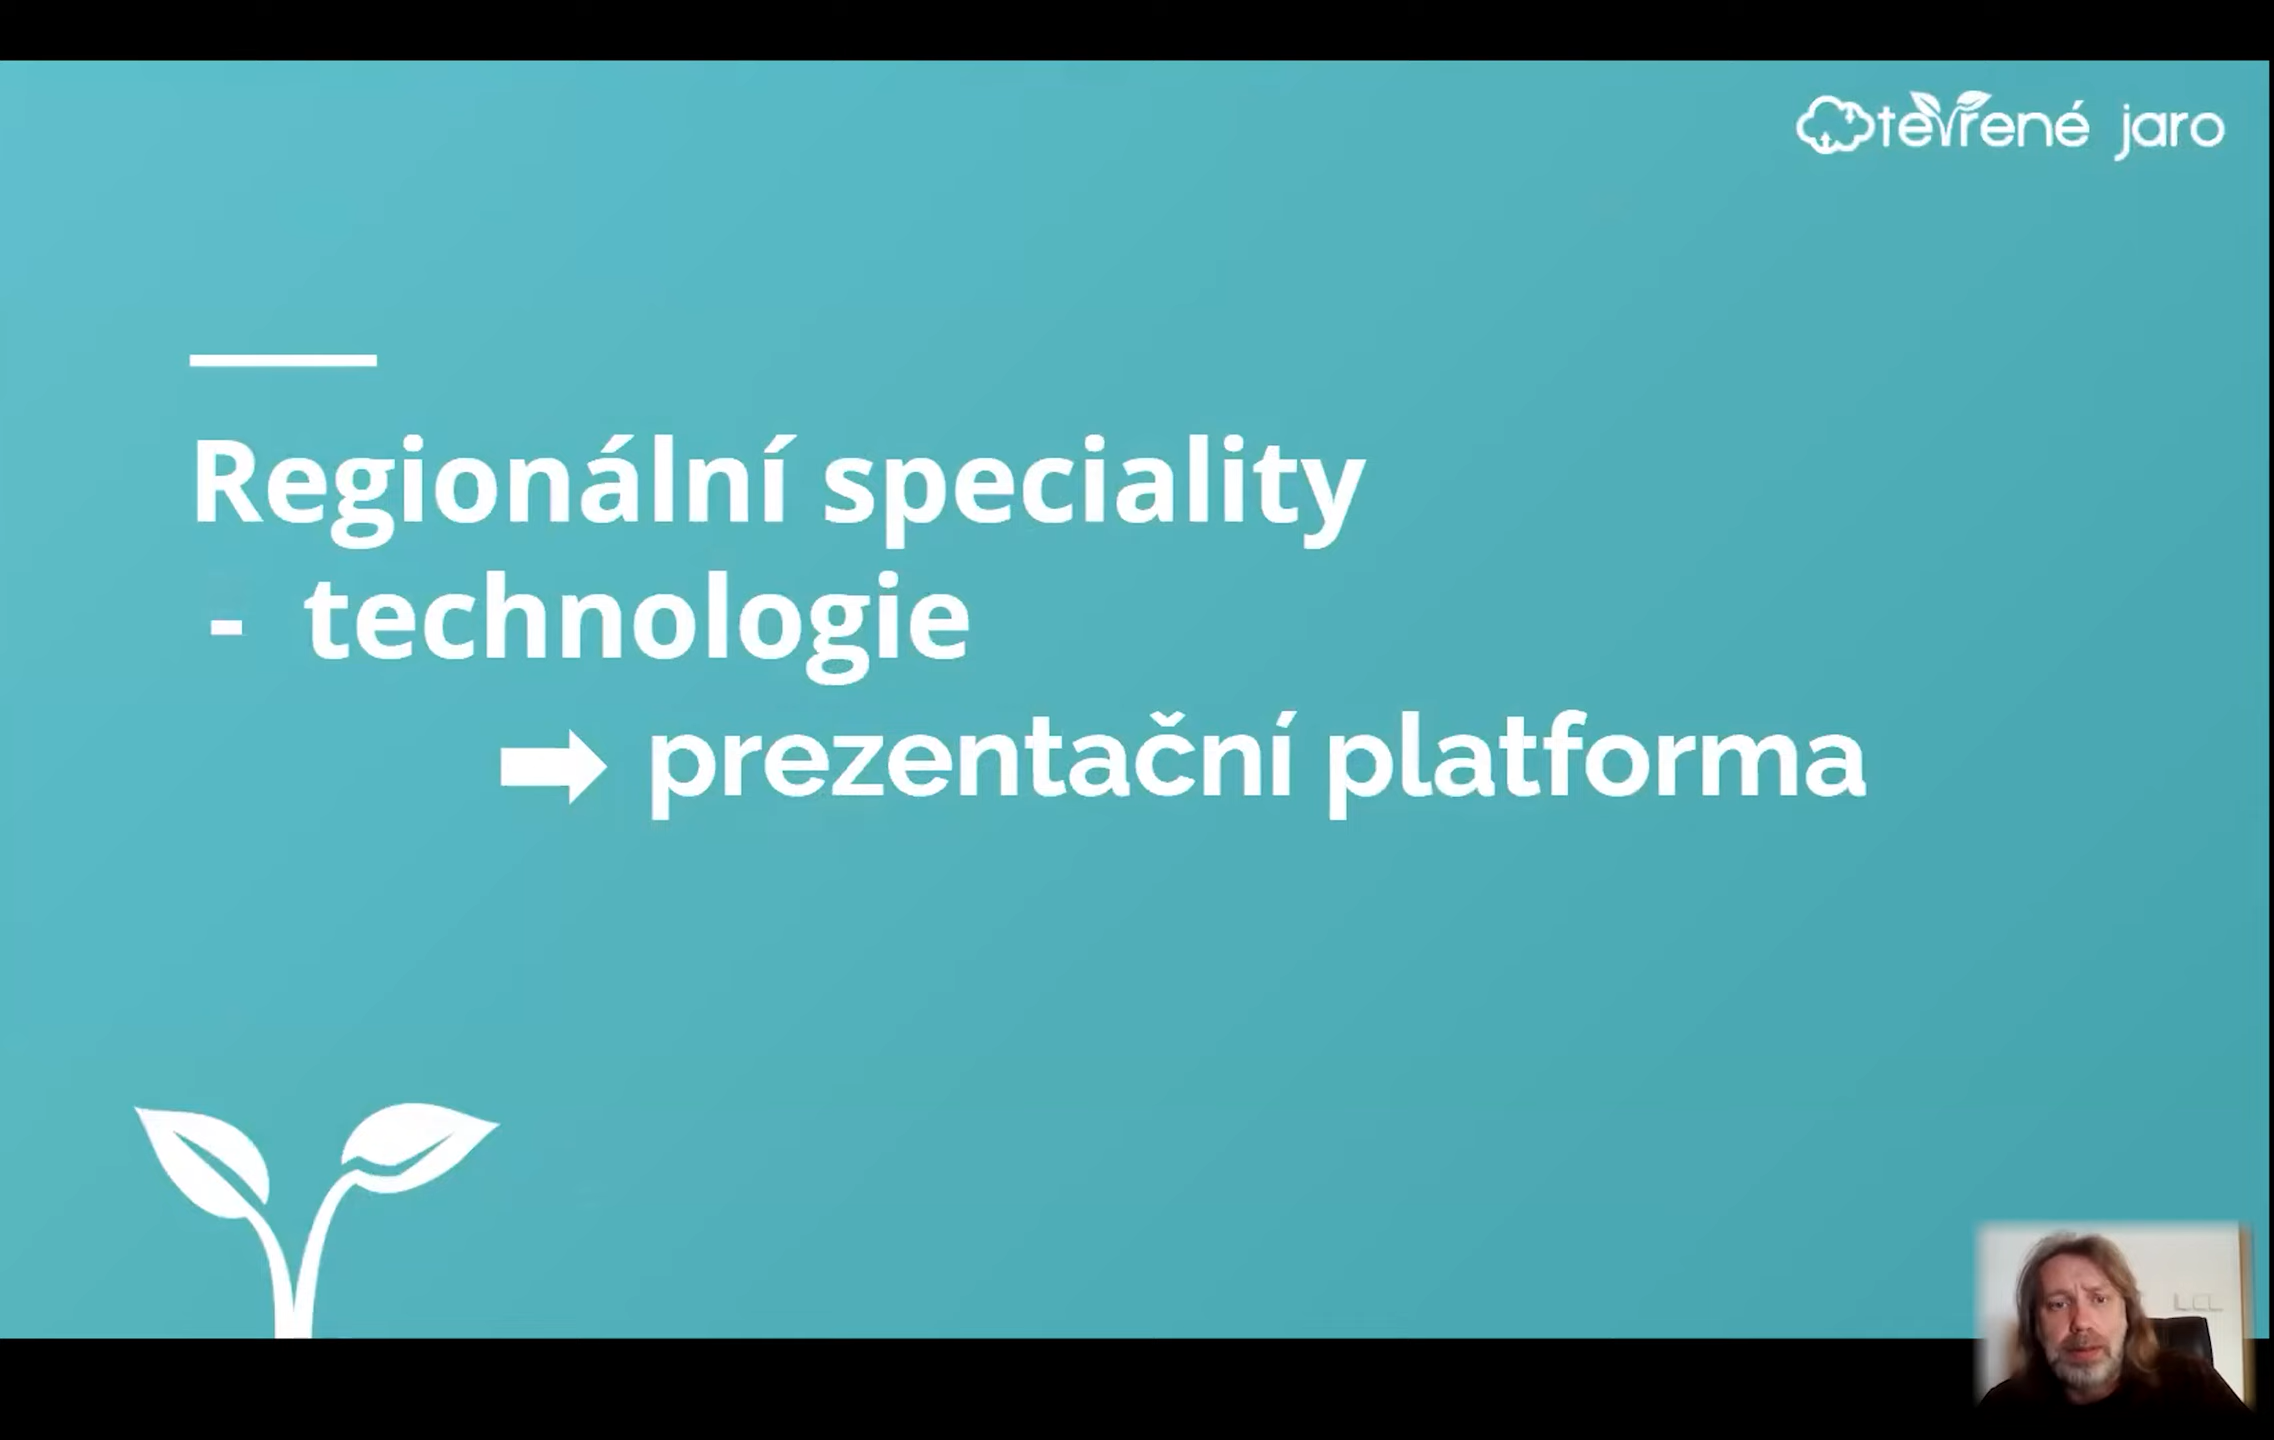 Otevřené jaro
Regionální speciality
- technologie
➡ prezentační platforma